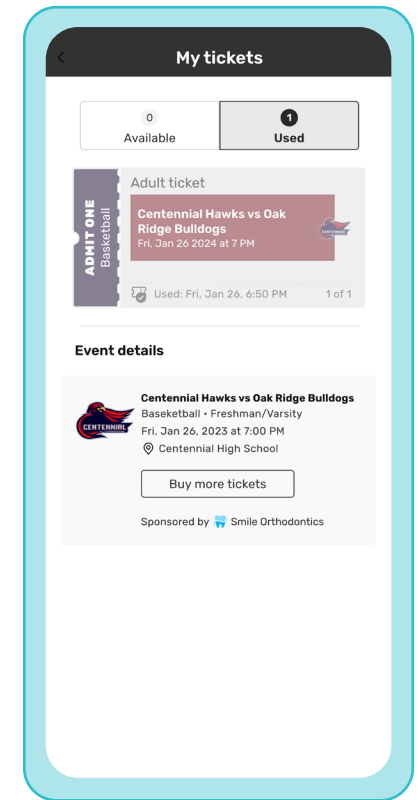 My tickets
0
Available
1
Used
ADMIT ONE
Basketball
Adult ticket
Centennial Hawks vs Oak
Ridge Bulldogs
Fri, Jan 26 2024 at 7 PM
CENTENNIAL
Used: Fri, Jan 26, 6:50 PM
1 of 1
Event details
CENTENNIAL
Centennial Hawks vs Oak Ridge Bulldogs
Baseketball • Freshman/Varsity
Fri. Jan 26, 2023 at 7:00 PM
Centennial High School
Buy more tickets
Sponsored by Smile Orthodontics